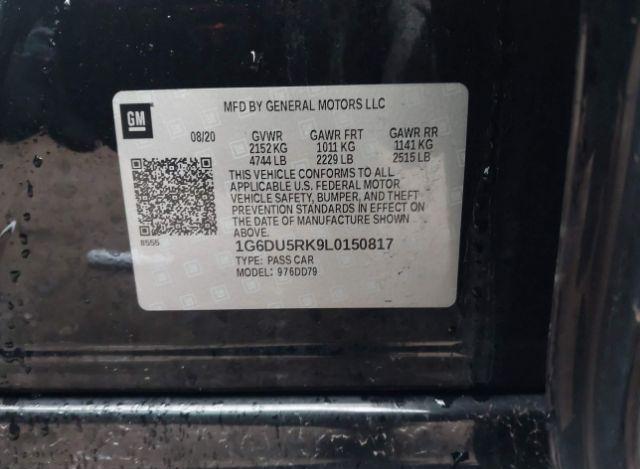 GM
MFD BY GENERAL MOTORS LLC
08/20 GVWR GAWR FRT GAWR RR
2152KG 1011 KG 1141 KG
4744 LB 2229 LB 2515 LB
THIS VEHICLE CONFORMS TO ALL
APPLICABLE U.S. FEDERAL MOTOR
VEHICLE SAFETY, BUMPER, AND THEFT
PREVENTION STANDARDS IN EFFECT ON
THE DATE OF MANUFACTURE SHOWN
ABOVE.
8555
1G6DU5RK9L0150817
TYPE: PASS CAR
MODEL: 976DD79